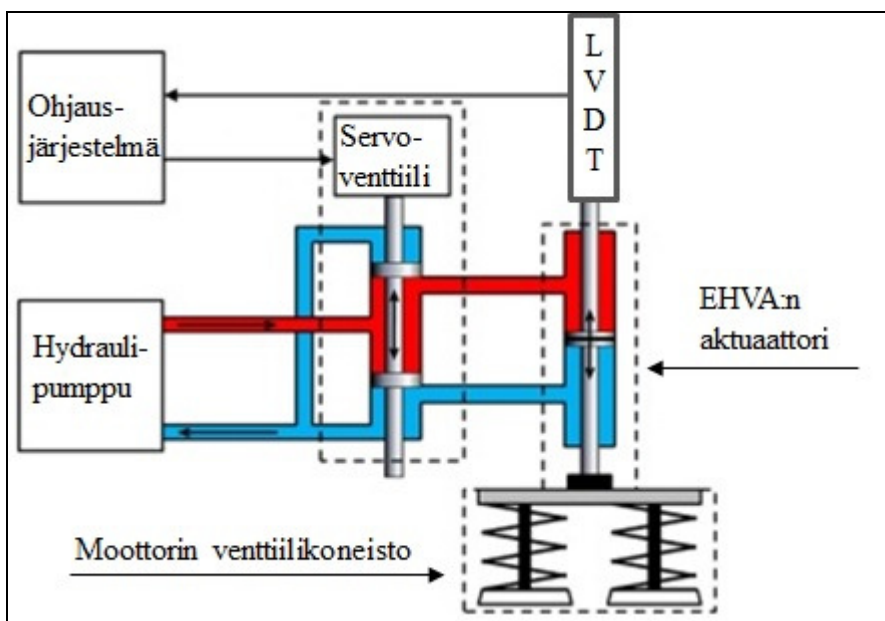 L
V
D
T
Ohjaus-
järjestelmä
Servo-
venttiili
EHVA:n
aktuaattori
Hydrauli-
pumppu
Moottorin venttiilikoneisto